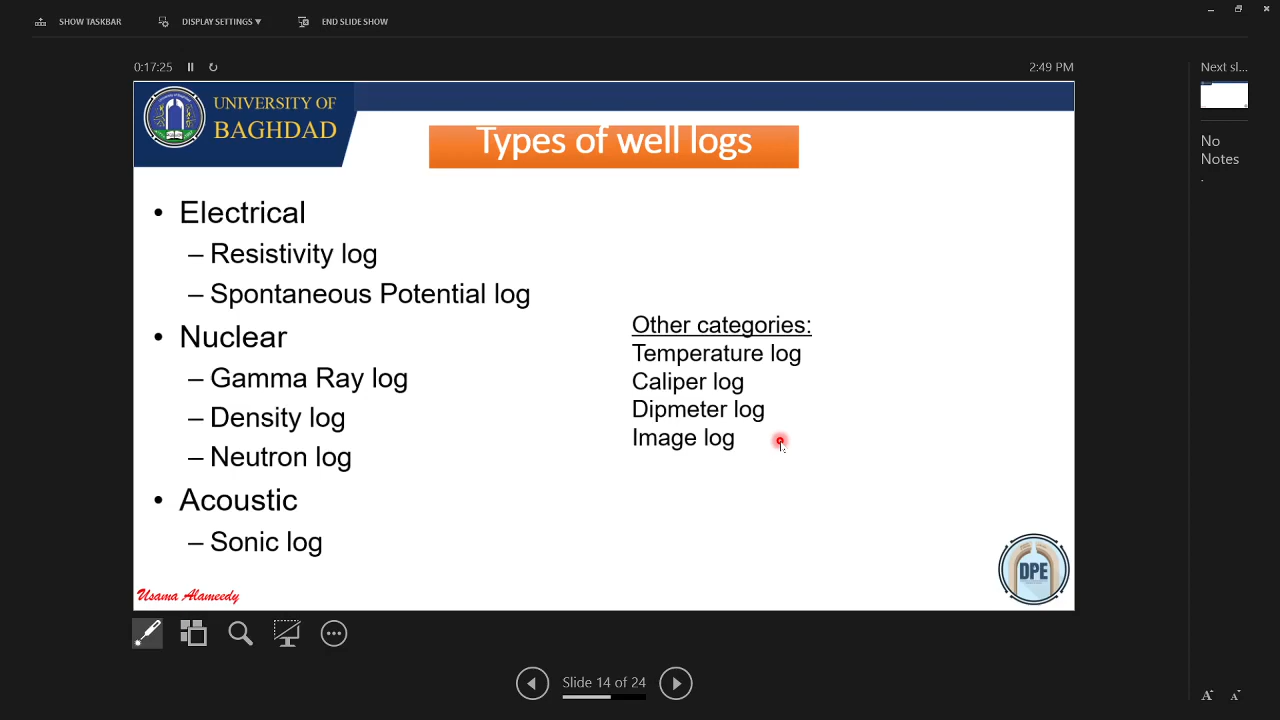 SHOW TASKBAR
DISPLAY SETTINGS ▼
END SLIDE SHOW
0:17:25
2:49 PM
Next sl...
UNIVERSITY OF
BAGHDAD
Types of well logs
• Electrical
– Resistivity log
– Spontaneous Potential log
• Nuclear
– Gamma Ray log
– Density log
– Neutron log
• Acoustic
– Sonic log
Other categories:
Temperature log
Caliper log
Dipmeter log
Image log
Usama Alameedy
DPE
No
Notes
.
Slide 14 of 24
A
A